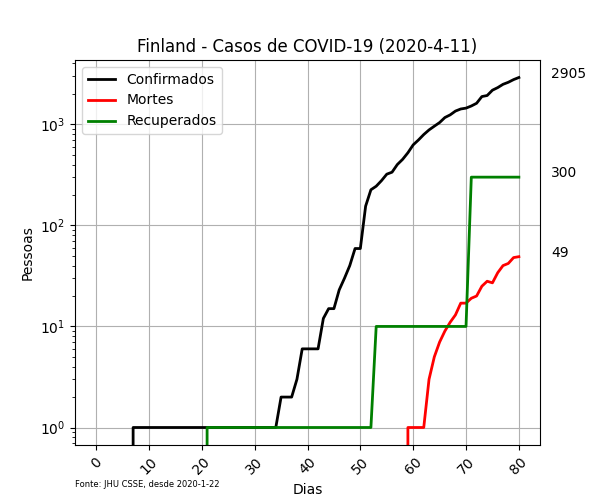 Finland - Casos de COVID-19 (2020-4-11)
Confirmados
Mortes
Recuperados
2905
300
49
10³
10²
10¹
10⁰
Pessoas
0 10 20 30 40 50 60 70 80
Dias
Fonte: JHU CSSE, desde 2020-1-22